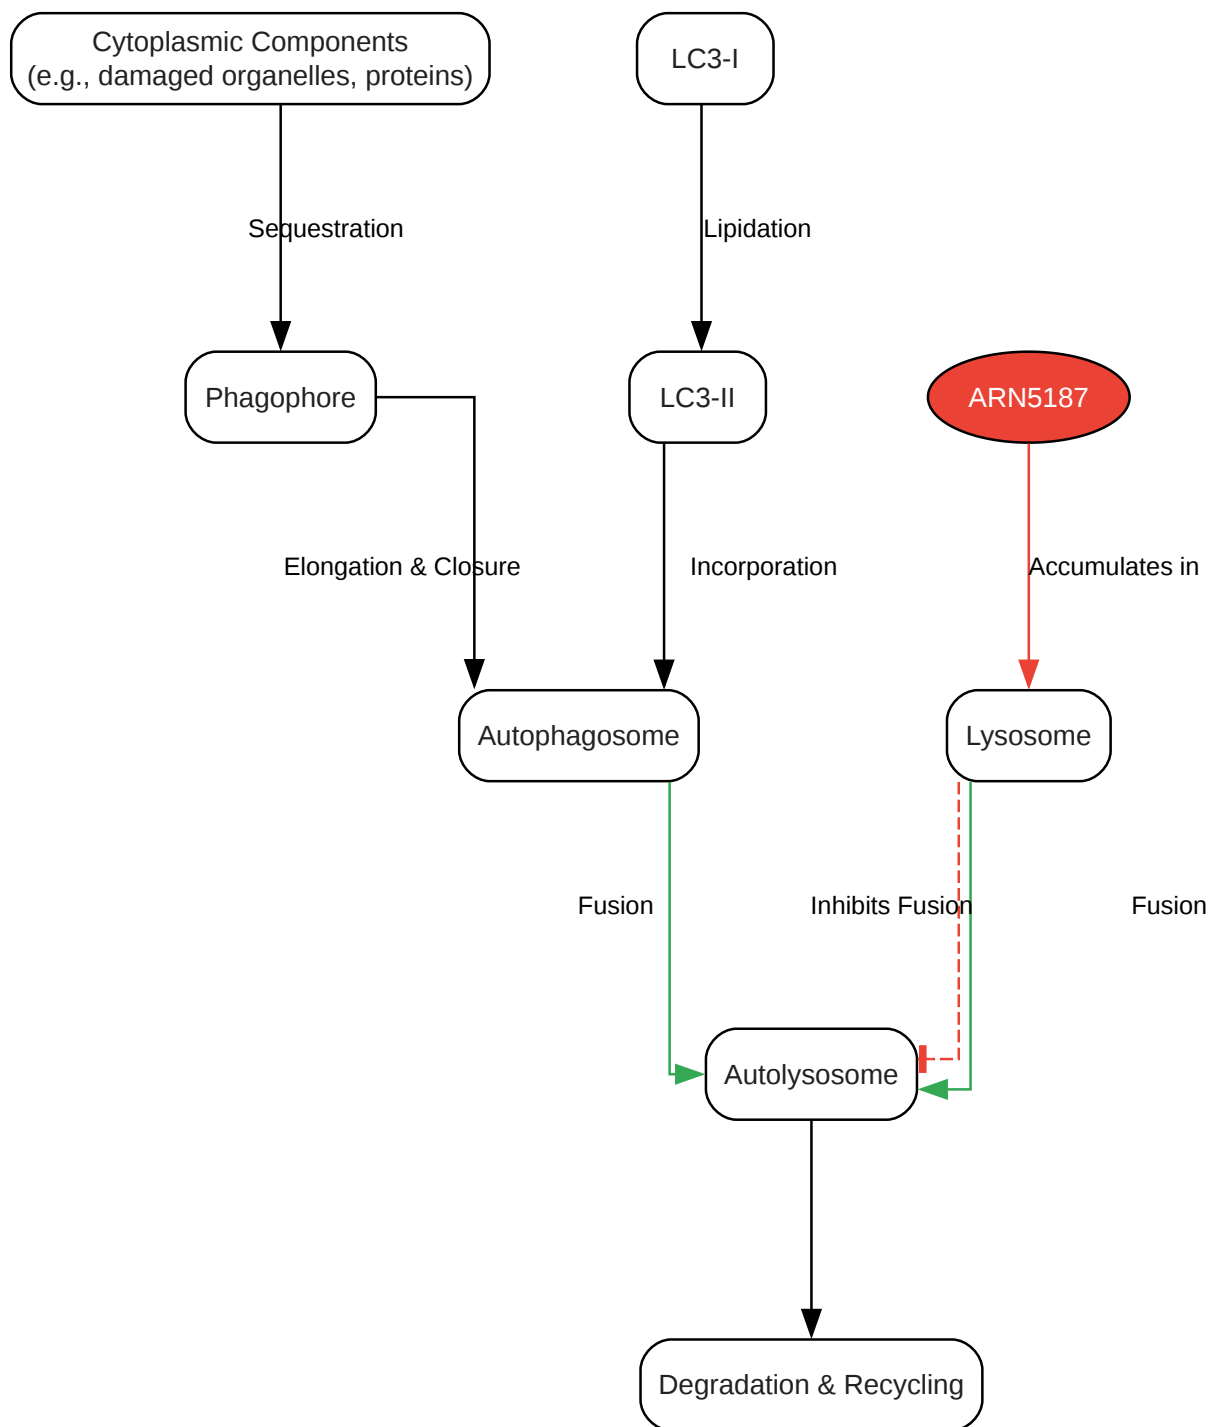 Cytoplasmic Components
(e.g., damaged organelles, proteins)
LC3-I
Sequestration
Lipidation
Phagophore
LC3-II
ARN5187
Elongation & Closure
Incorporation
Accumulates in
Autophagosome
Lysosome
Fusion
Inhibits Fusion
Fusion
Autolysosome
Degradation & Recycling